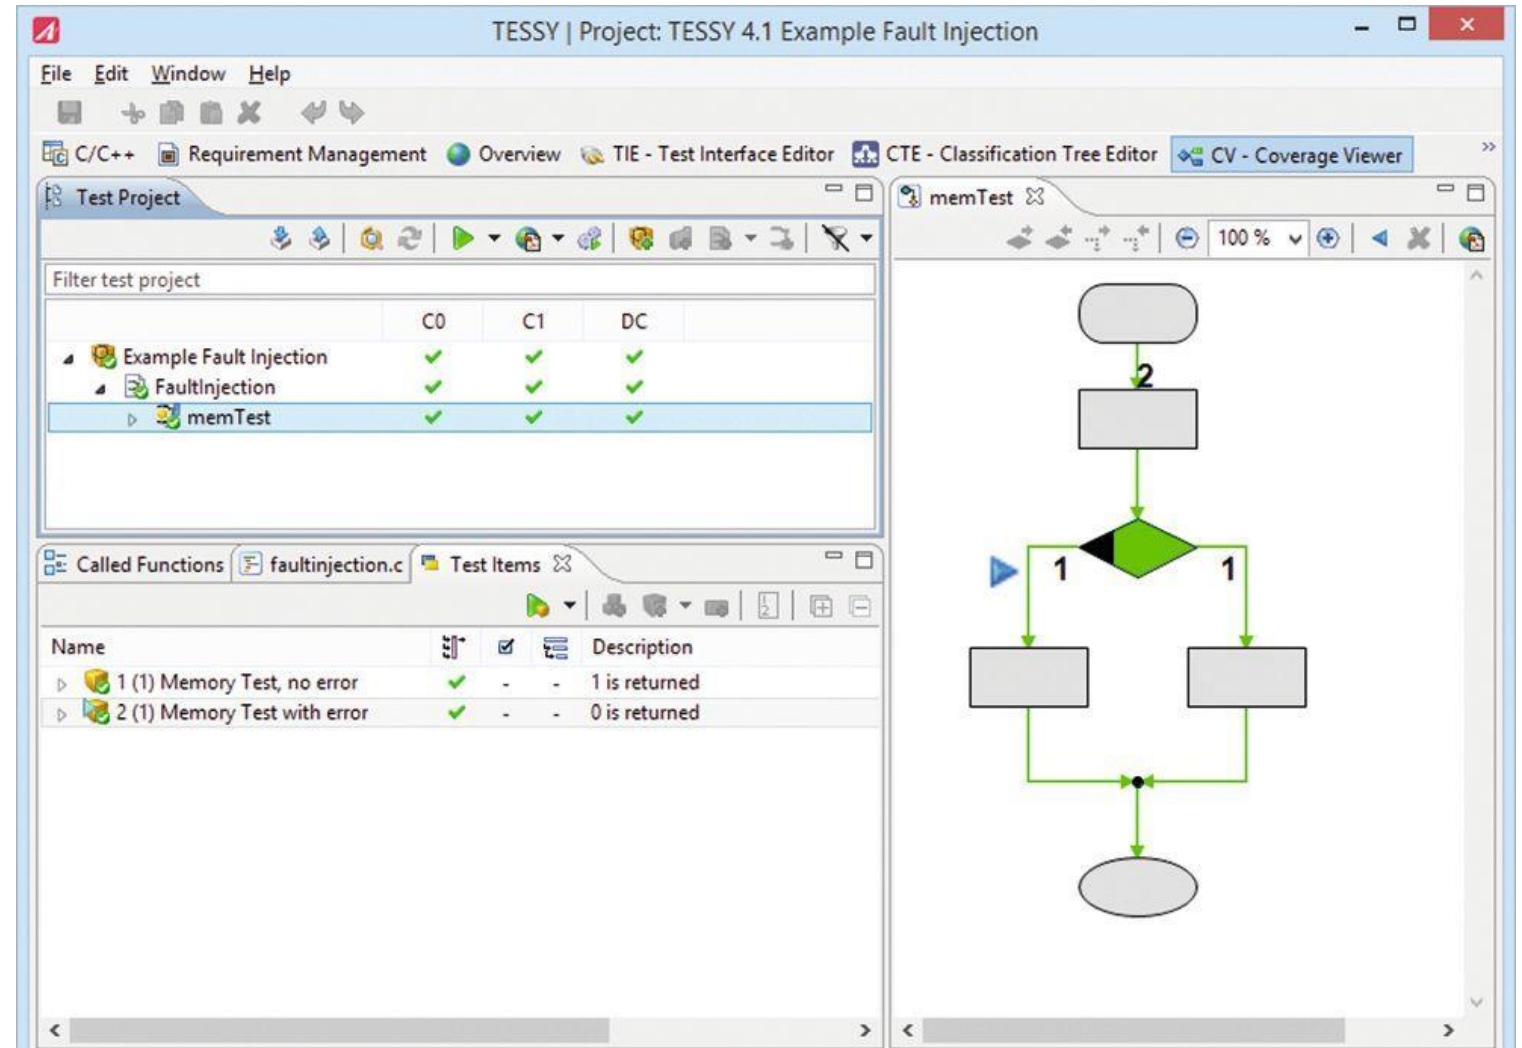 TESSY | Project: TESSY 4.1 Example Fault Injection
File Edit Window Help
C/C++ Requirement Management Overview TIE - Test Interface Editor CTE - Classification Tree Editor CV - Coverage Viewer »
Test Project
Filter test project
C0 C1 DC
Example Fault Injection
FaultInjection
memTest
Called Functions faultinjection.c Test Items
Name Description
1 (1) Memory Test, no error - - 1 is returned
2 (1) Memory Test with error - - 0 is returned
memTest
100 %
2
1 1